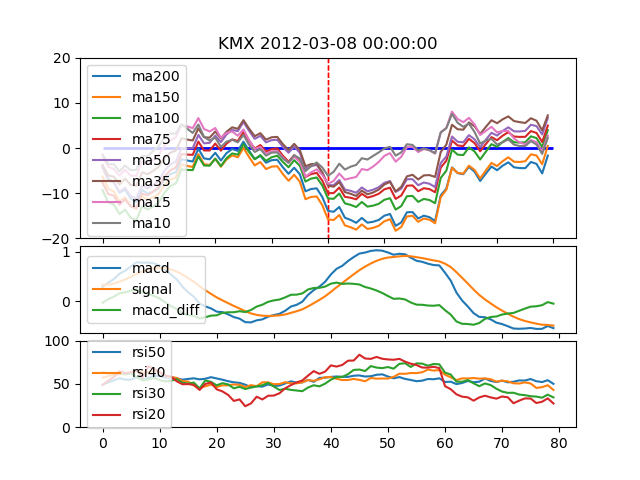 KMX 2012-03-08 00:00:00
20
10
0
−10
−20
ma200
ma150
ma100
ma75
ma50
ma35
ma15
ma10
1
0
macd
signal
macd_diff
100
50
0
rsi50
rsi40
rsi30
rsi20
0 10 20 30 40 50 60 70 80